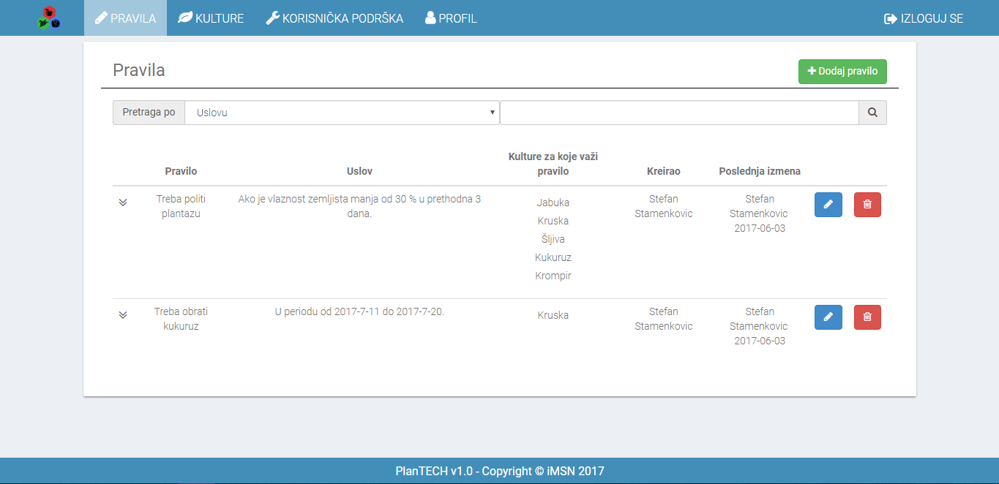 PRAVILA KULTURE KORISNIČKA PODRŠKA PROFIL IZLOGUJ SE
Pravila
Dodaj pravilo
Pretraga po
Uslovu
Pravilo
Uslov
Kulture za koje važi
pravilo
Kreirao
Poslednja izmena
Treba politi
plantazu
Ako je vlaznost zemljista manja od 30 % u prethodna 3
dana.
Jabuka
Kruska
Šljiva
Kukuruz
Krompir
Stefan
Stamenkovic
Stefan
Stamenkovic
2017-06-03
Treba obrati
kukuruz
U periodu od 2017-7-11 do 2017-7-20.
Kruska
Stefan
Stamenkovic
Stefan
Stamenkovic
2017-06-03
PlanTECH v1.0 - Copyright © iMSN 2017